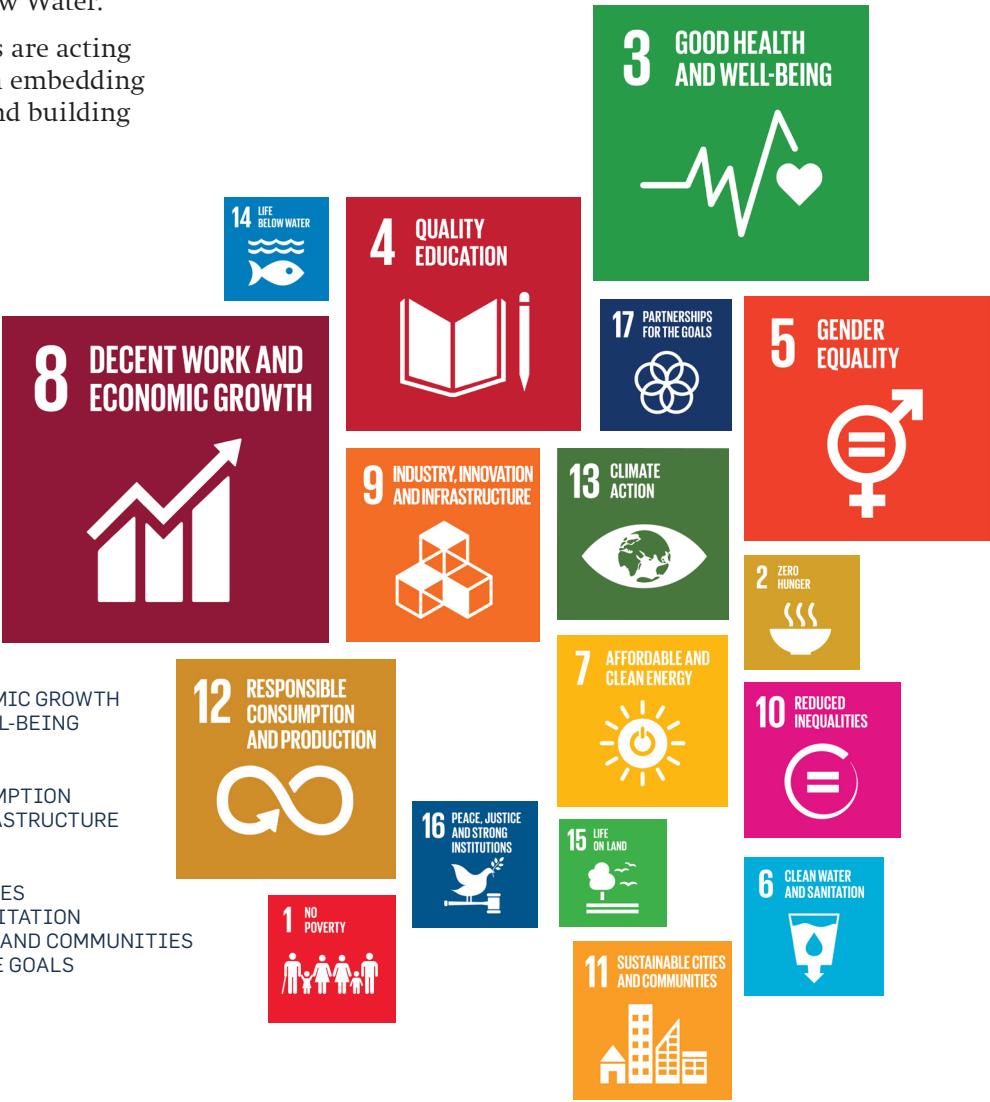 ow Water.
s are acting
n embedding
nd building
3 GOOD HEALTH
AND WELL-BEING
14 LIFE
BELOW WATER
4 QUALITY
EDUCATION
17 PARTNERSHIPS
FOR THE GOALS
5 GENDER
EQUALITY
8 DECENT WORK AND
ECONOMIC GROWTH
9 INDUSTRY, INNOVATION
AND INFRASTRUCTURE
13 CLIMATE
ACTION
2 ZERO
HUNGER
7 AFFORDABLE AND
CLEAN ENERGY
12 RESPONSIBLE
CONSUMPTION
AND PRODUCTION
10 REDUCED
INEQUALITIES
MIC GROWTH
L-BEING
MPTION
ASTRUCTURE
ES
ITATION
AND COMMUNITIES
E GOALS
16 PEACE, JUSTICE
AND STRONG
INSTITUTIONS
15 LIFE
ON LAND
6 CLEAN WATER
AND SANITATION
1 NO
POVERTY
11 SUSTAINABLE CITIES
AND COMMUNITIES